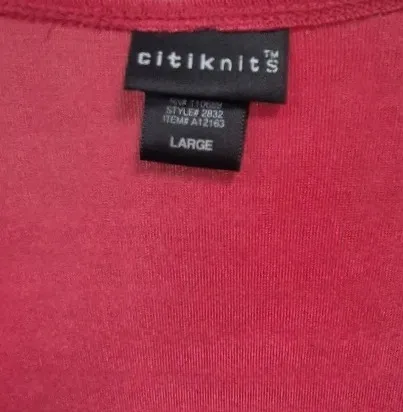 citiknits™
STYLE# 2832
ITEM# A12163
LARGE